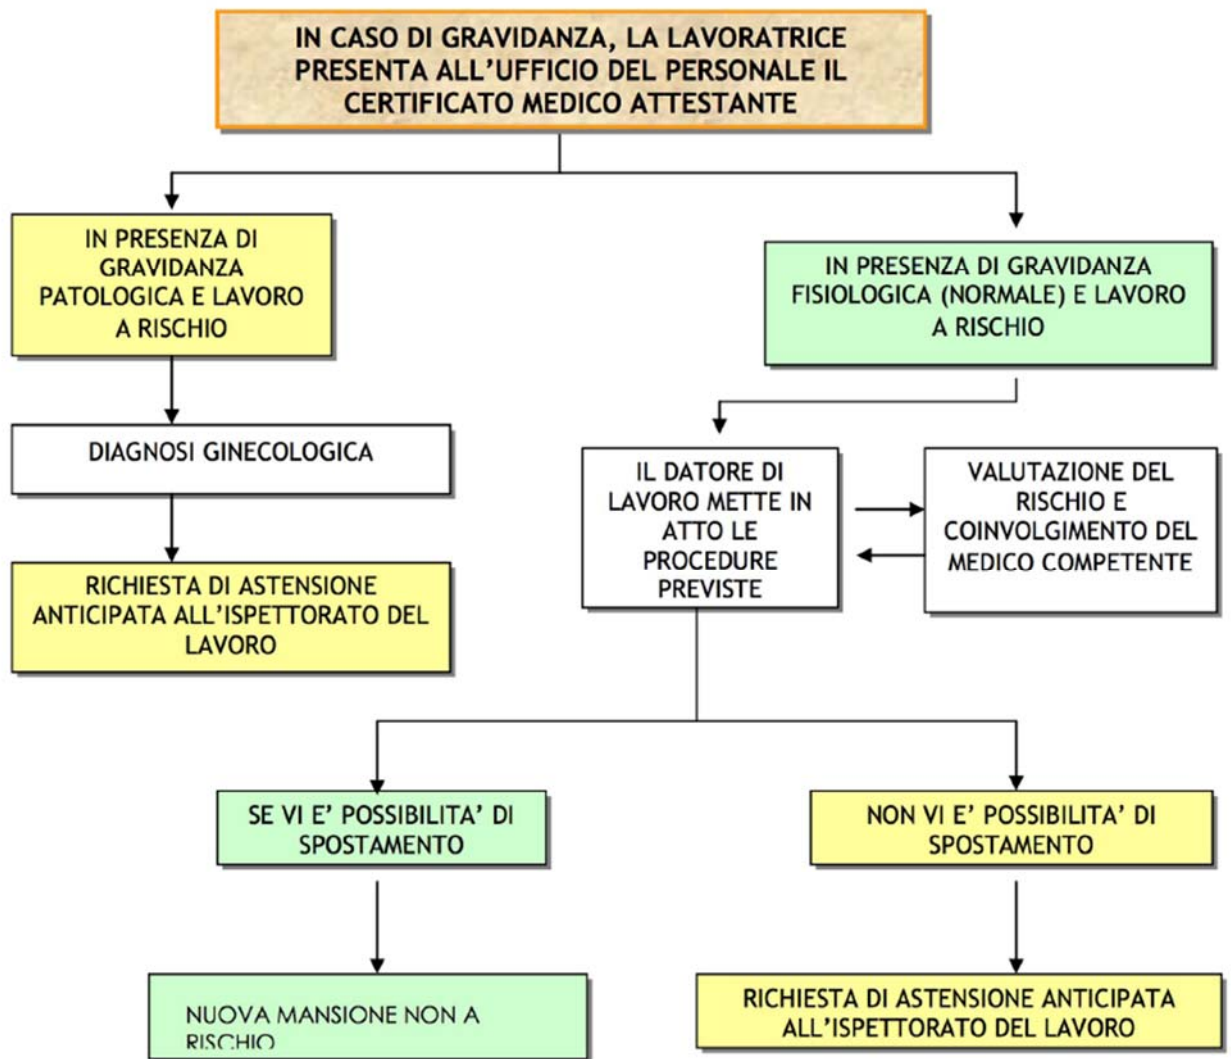 IN CASO DI GRAVIDANZA, LA LAVORATRICE
PRESENTA ALL'UFFICIO DEL PERSONALE IL
CERTIFICATO MEDICO ATTESTANTE
IN PRESENZA DI
GRAVIDANZA
PATOLOGICA E LAVORO
A RISCHIO
IN PRESENZA DI GRAVIDANZA
FISIOLOGICA (NORMALE) E LAVORO
A RISCHIO
DIAGNOSI GINECOLOGICA
IL DATORE DI
LAVORO METTE IN
ATTO LE
PROCEDURE
PREVISTE
VALUTAZIONE DEL
RISCHIO E
COINVOLGIMENTO DEL
MEDICO COMPETENTE
RICHIESTA DI ASTENSIONE
ANTICIPATA ALL'ISPETTORATO DEL
LAVORO
SE VI E' POSSIBILITA' DI
SPOSTAMENTO
NON VI E' POSSIBILITA' DI
SPOSTAMENTO
NUOVA MANSIONE NON A
RISCHIO
RICHIESTA DI ASTENSIONE ANTICIPATA
ALL'ISPETTORATO DEL LAVORO